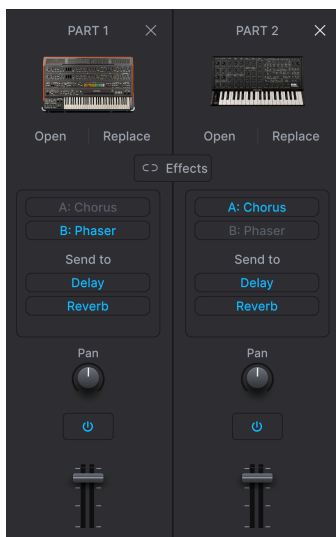 PART 1
PART 2
Open
Replace
Open
Replace
Effects
A: Chorus
B: Phaser
Send to
Delay
Reverb
A: Chorus
B: Phaser
Send to
Delay
Reverb
Pan
Pan